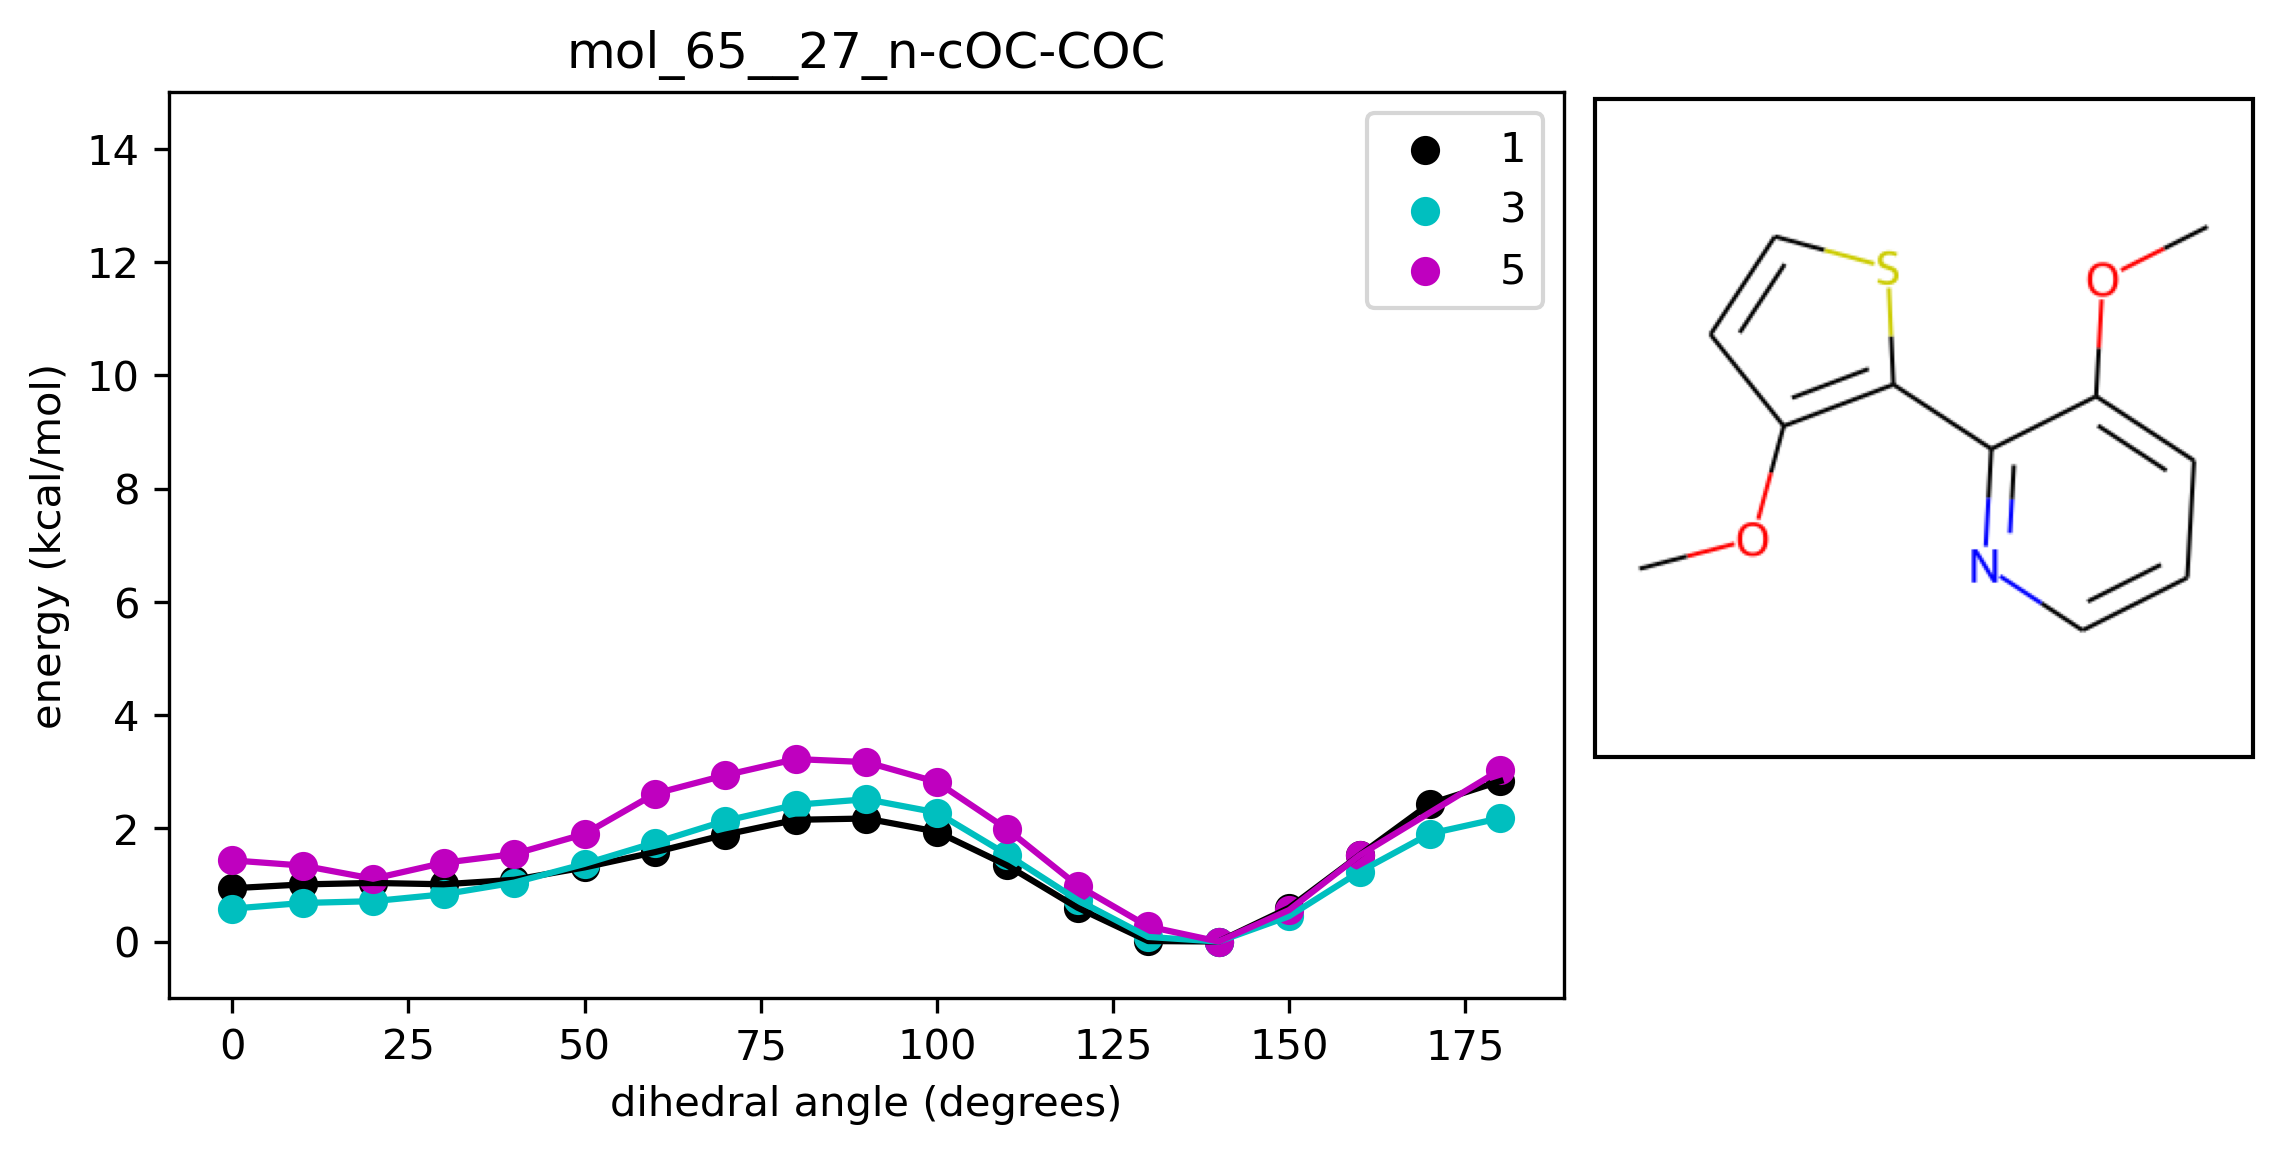 mol_65__27_n-cOC-COC
14
12
10
8
6
4
2
0
energy (kcal/mol)
0 25 50 75 100 125 150 175
dihedral angle (degrees)
1
3
5
S
O
O
N